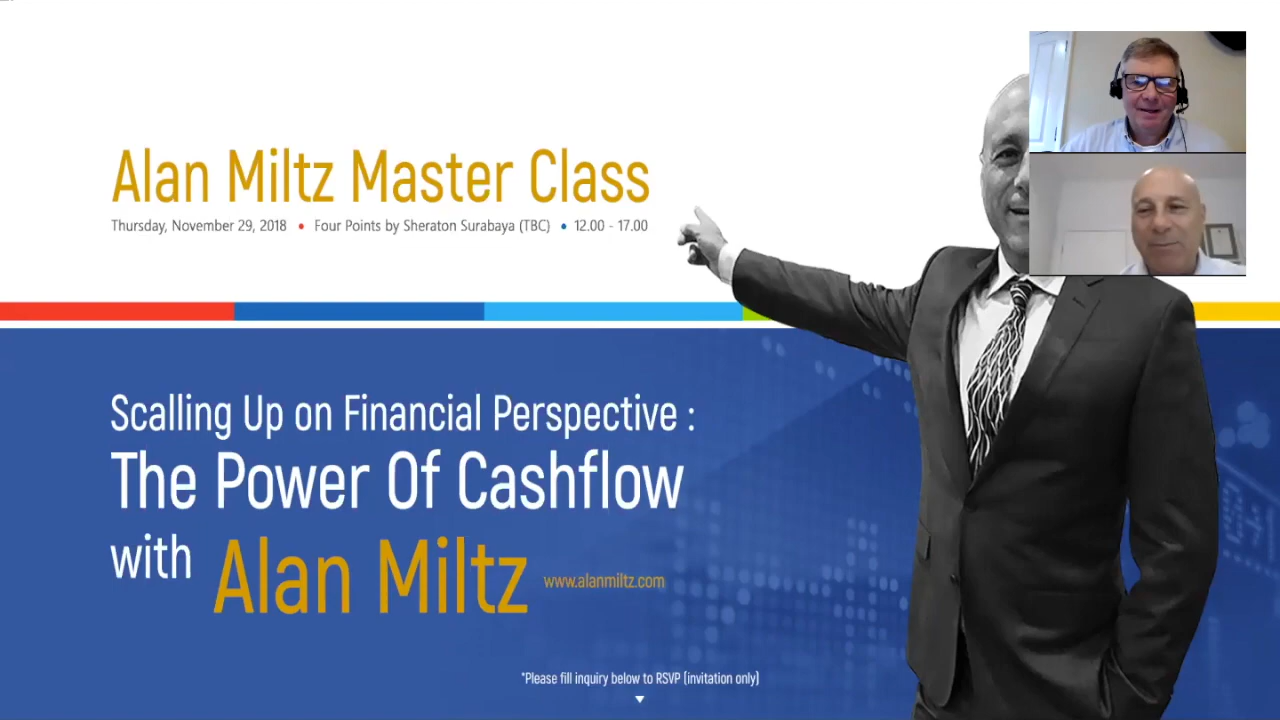 Alan Miltz Master Class
Thursday, November 29, 2018 • Four Points by Sheraton Surabaya (TBC) • 12.00 - 17.00
Scalling Up on Financial Perspective :
The Power Of Cashflow
with Alan Miltz www.alanmiltz.com
*Please fill inquiry below to RSVP (invitation only)